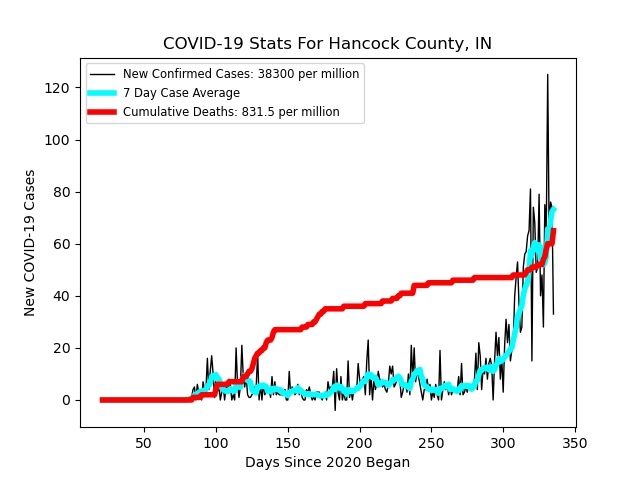 COVID-19 Stats For Hancock County, IN
New Confirmed Cases: 38300 per million
7 Day Case Average
Cumulative Deaths: 831.5 per million
New COVID-19 Cases
120
100
80
60
40
20
0
50 100 150 200 250 300 350
Days Since 2020 Began